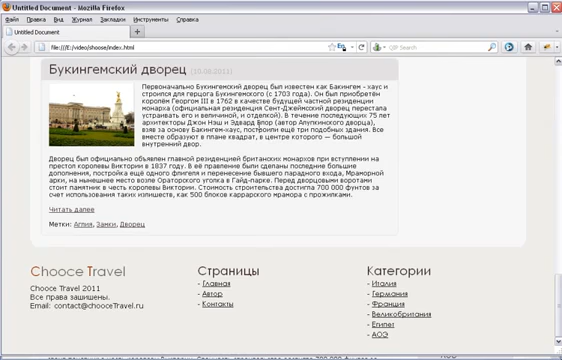 Untitled Document - Mozilla Firefox
Файл Правка Вид Журнал Закладки Инструменты Справка
Untitled Document
file:///E:/video/shoose/index.html
QIP Search
Букингемский дворец (10.08.2011)
Первоначально Букингемский дворец был известен как Бакингем - хаус и
строился для герцога Букингемского (с 1703 года). Он был приобретён
королём Георгом III в 1762 в качестве будущей частной резиденции
монарха (официальная резиденция Сент-Джеймсский дворец перестала
устраивать его и величиной, и отделкой). В течение последующих 75 лет
архитекторы Джон Нэш и Эдвард Блор (автор Алупкинского дворца),
взяв за основу Бакингем-хаус, построили ещё три подобных здания. Все
вместе образуют в плане квадрат, в центре которого — большой
внутренний двор.
Дворец был официально объявлен главной резиденцией британских монархов при вступлении на
престол королевы Виктории в 1837 году. В её правление были сделаны последние большие
дополнения, постройка ещё одного флигеля и перенесение бывшего парадного входа, Мраморной
арки, на нынешнее место возле Ораторского уголка в Гайд-парке. Перед дворцовыми воротами
стоит памятник в честь королевы Виктории. Стоимость строительства достигла 700 000 фунтов за
счет использования таких излишеств, как 500 блоков каррарского мрамора с прожилками.
Читать далее
Метки: Аглия, Замки, Дворец
Chooce Travel
Chooce Travel 2011
Все права зашишены.
Email: contact@chooceTravel.ru
Страницы
- Главная
- Автор
- Контакты
Категории
- Италия
- Германия
- Франция
- Великобритания
- Египет
- АОЭ